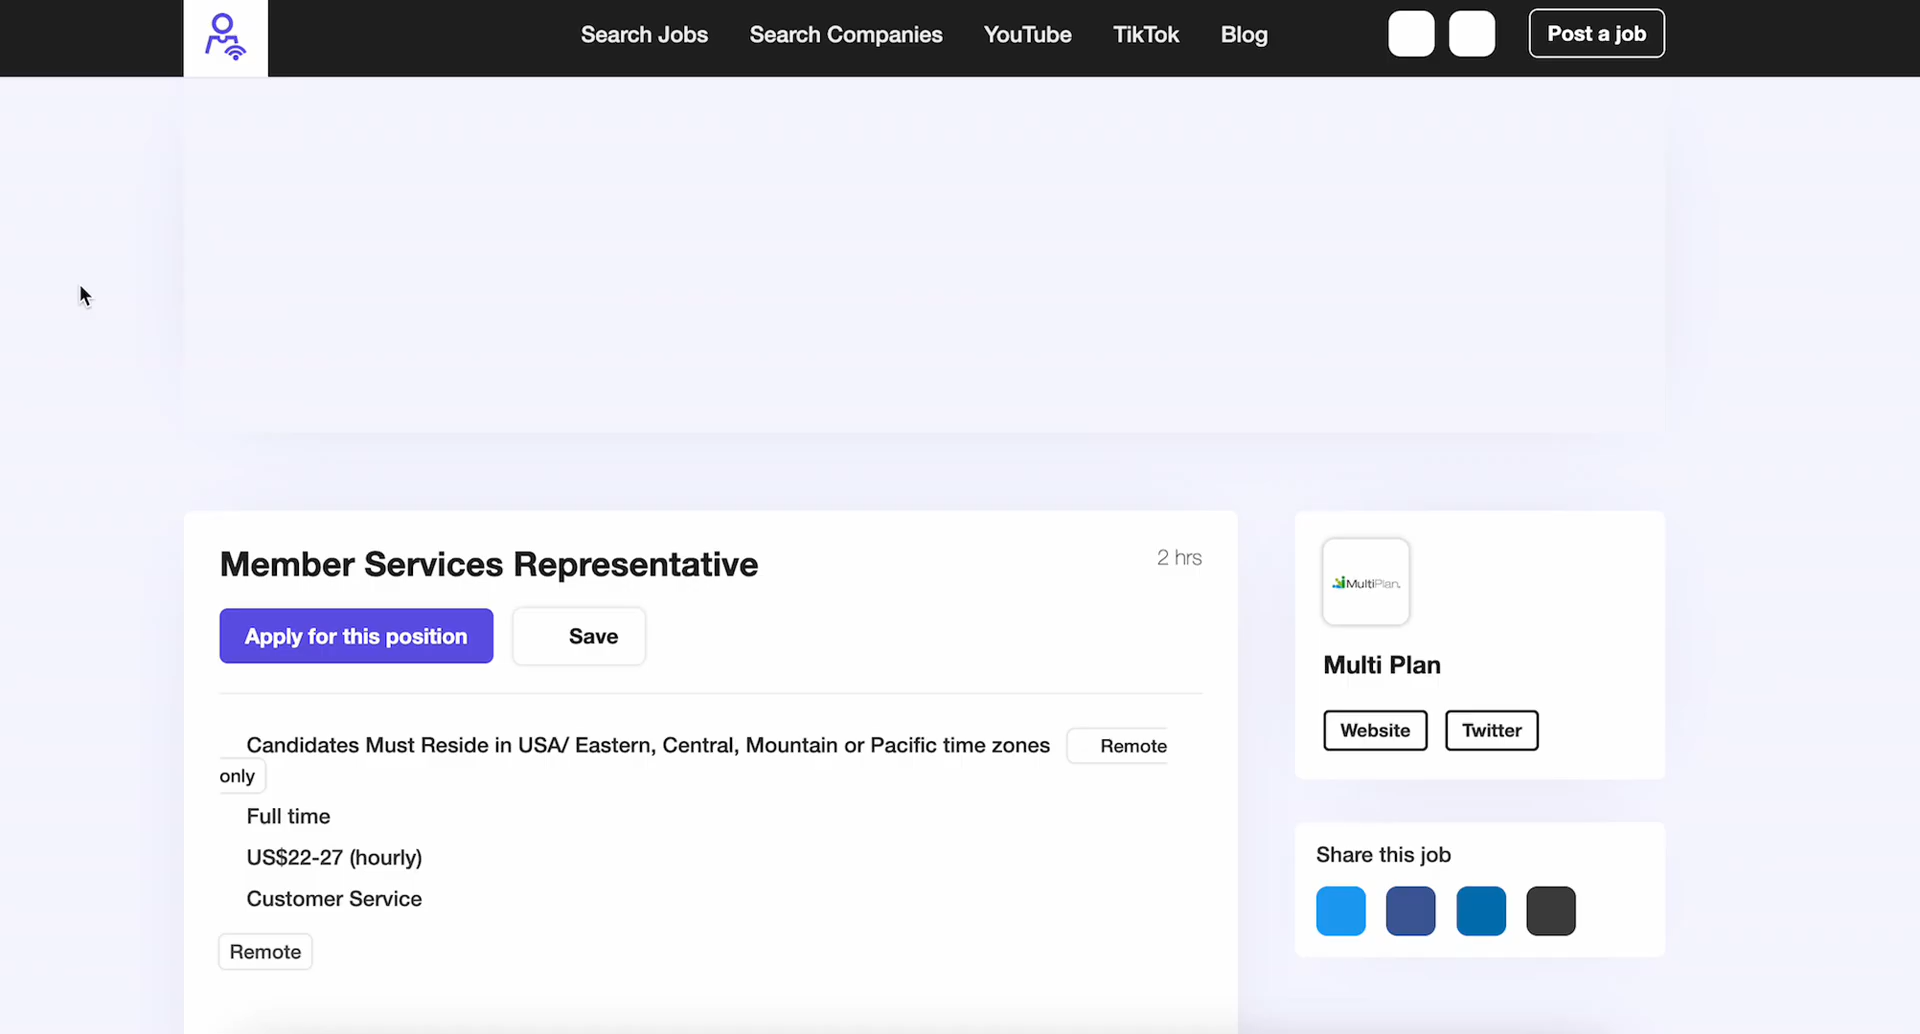 Search Jobs
Search Companies
YouTube
TikTok
Blog
Post a job
Member Services Representative
2 hrs
Apply for this position
Save
Candidates Must Reside in USA/ Eastern, Central, Mountain or Pacific time zones
Remote
only
Full time
US$22-27 (hourly)
Customer Service
Remote
MultiPlan.
Multi Plan
Website
Twitter
Share this job